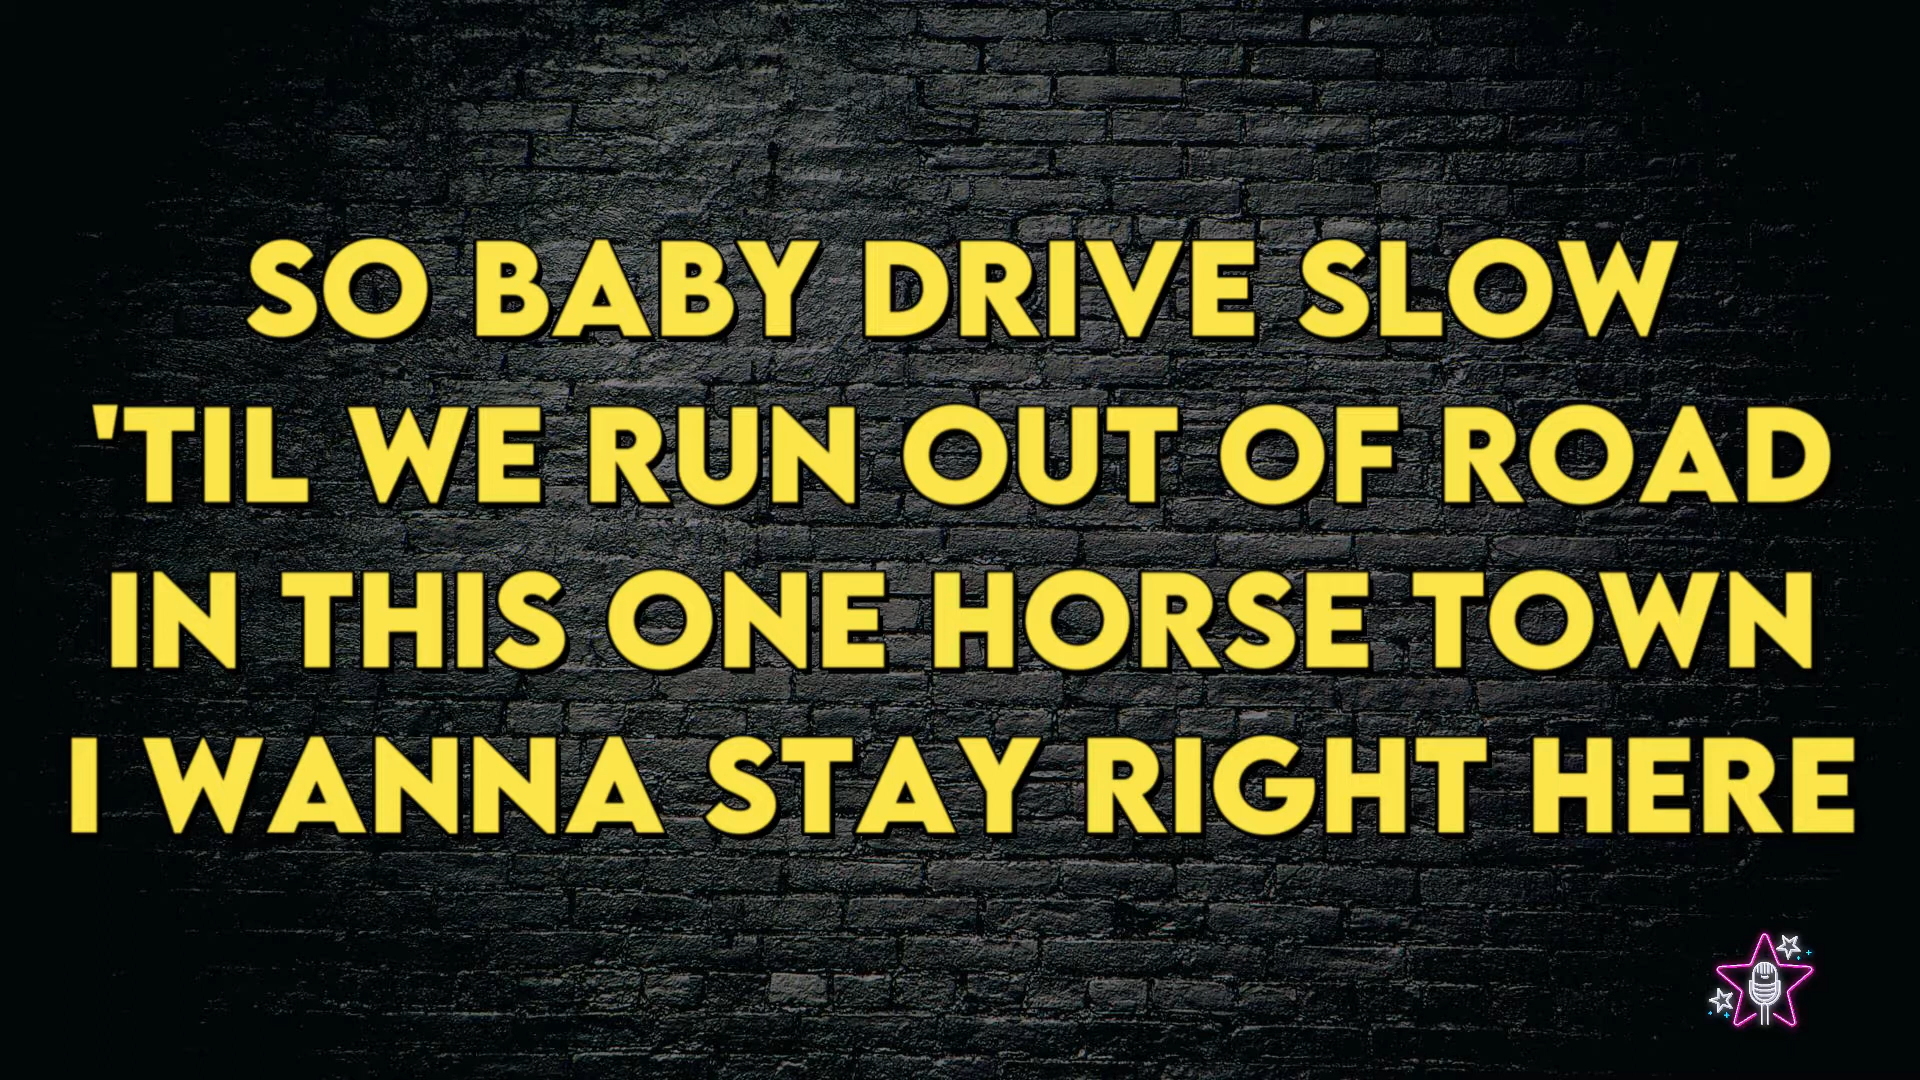 SO BABY DRIVE SLOW
'TIL WE RUN OUT OF ROAD
IN THIS ONE HORSE TOWN
I WANNA STAY RIGHT HERE